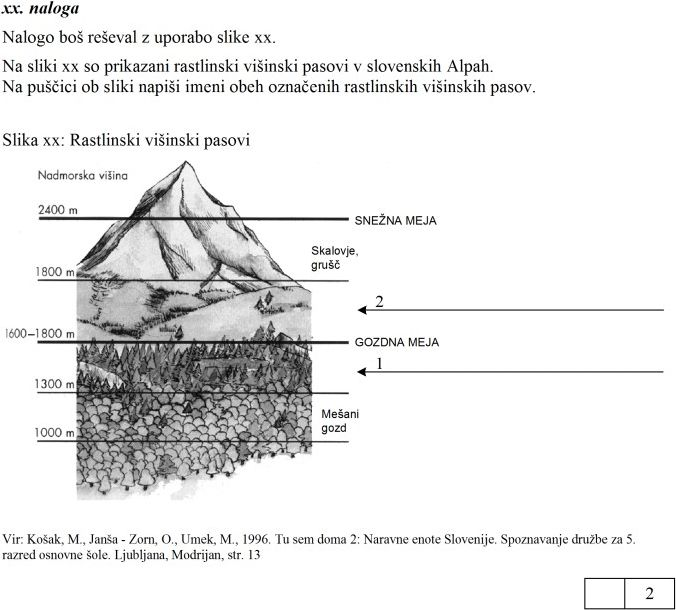 xx. naloga
Nalogo boš reševal z uporabo slike xx.
Na sliki xx so prikazani rastlinski višinski pasovi v slovenskih Alpah.
Na puščici ob sliki napiši imeni obeh označenih rastlinskih višinskih pasov.
Slika xx: Rastlinski višinski pasovi
Nadmorska višina
2400 m
SNEŽNA MEJA
Skalovje,
grušč
1800 m
2
1600–1800 m
GOZDNA MEJA
1
1300 m
Mešani
gozd
1000 m
Vir: Košak, M., Janša - Zorn, O., Umek, M., 1996. Tu sem doma 2: Naravne enote Slovenije. Spoznavanje družbe za 5.
razred osnovne šole. Ljubljana, Modrijan, str. 13
2